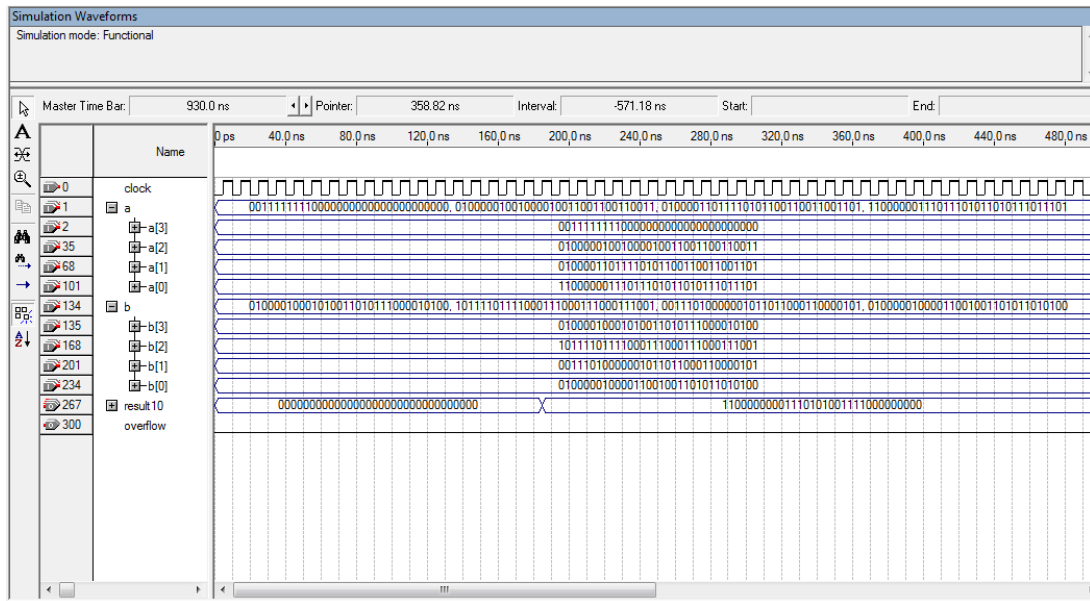 Simulation Waveforms
Simulation mode: Functional
Master Time Bar: 930.0 ns Pointer: 358.82 ns Interval: -571.18 ns Start: End:
Name
0 ps 40.0 ns 80.0 ns 120.0 ns 160.0 ns 200.0 ns 240.0 ns 280.0 ns 320.0 ns 360.0 ns 400.0 ns 440.0 ns 480.0 ns
0 clock
1 a 00111111111000000000000000000000, 01000001001000010011001100110011, 01000011011110101100110011001101, 11000000111011101011010111011101
2 a[3] 00111111111000000000000000000000
35 a[2] 01000001001000010011001100110011
68 a[1] 01000011011110101100110011001101
101 a[0] 11000000111011101011010111011101
134 b 01000010001010011010111000010100, 10111101111000111000111000111001, 00111010000001011011000110000101, 01000001000011001001101011010100
135 b[3] 01000010001010011010111000010100
168 b[2] 10111101111000111000111000111001
201 b[1] 00111010000001011011000110000101
234 b[0] 01000001000011001001101011010100
267 result10 00000000000000000000000000000000 11000000001110101001111000000000
300 overflow